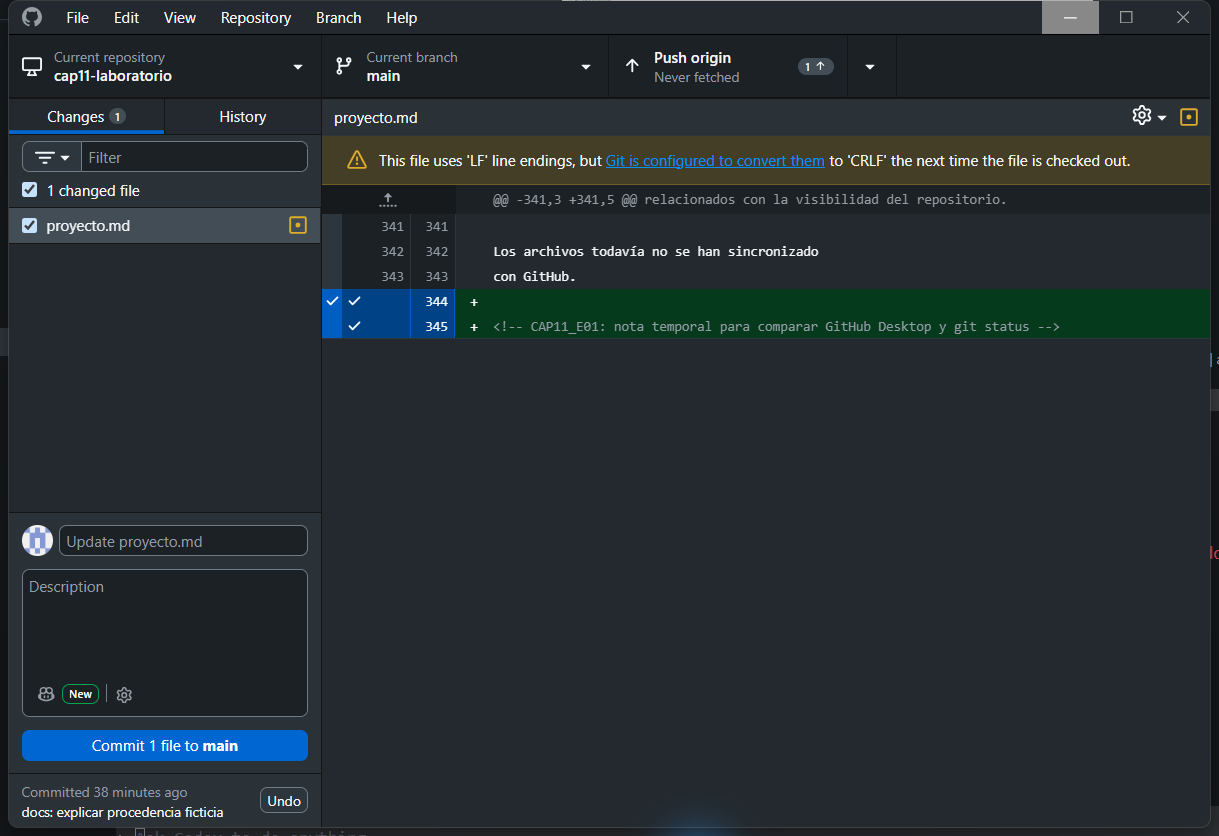 File Edit View Repository Branch Help
Current repository
cap11-laboratorio
Current branch
main
Push origin
Never fetched
1
Changes 1
History
proyecto.md
Filter
1 changed file
proyecto.md
This file uses 'LF' line endings, but Git is configured to convert them to 'CRLF' the next time the file is checked out.
@@ -341,3 +341,5 @@ relacionados con la visibilidad del repositorio.
341 341
342 342 Los archivos todavía no se han sincronizado
343 343 con GitHub.
344 +
345 + <!-- CAP11_E01: nota temporal para comparar GitHub Desktop y git status -->
Update proyecto.md
Description
New
Commit 1 file to main
Committed 38 minutes ago
docs: explicar procedencia ficticia
Undo